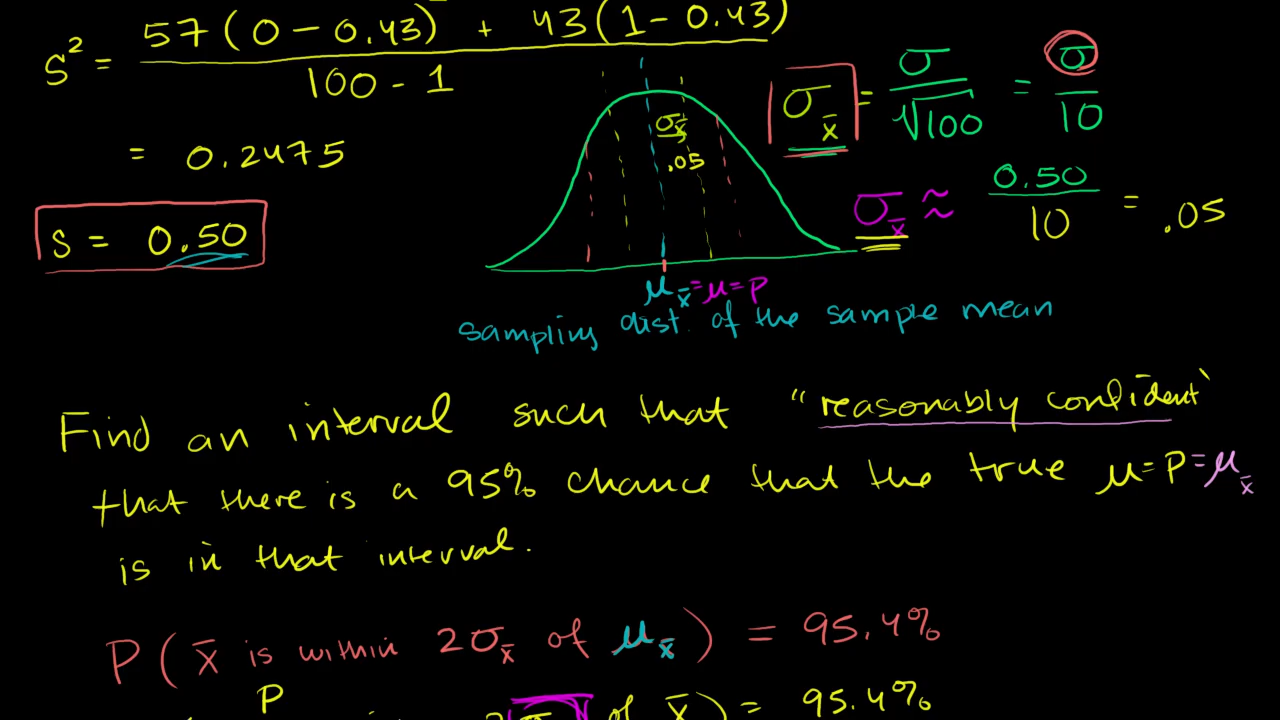 S² = 57(0 - 0.43) + 43(1 - 0.43)
100 - 1
= 0.2475
S = 0.50
σx̄ = σ/√100 = σ/10
σx̄
.05
σx̄ ≈ 0.50/10 = .05
μx̄ = μ = P
sampling dist. of the sample mean
Find an interval such that "reasonably confident"
that there is a 95% chance that the true μ = P = μx̄
is in that interval.
P(x̄ is within 2σx̄ of μx̄) = 95.4%
P
of x̄) = 95.4%